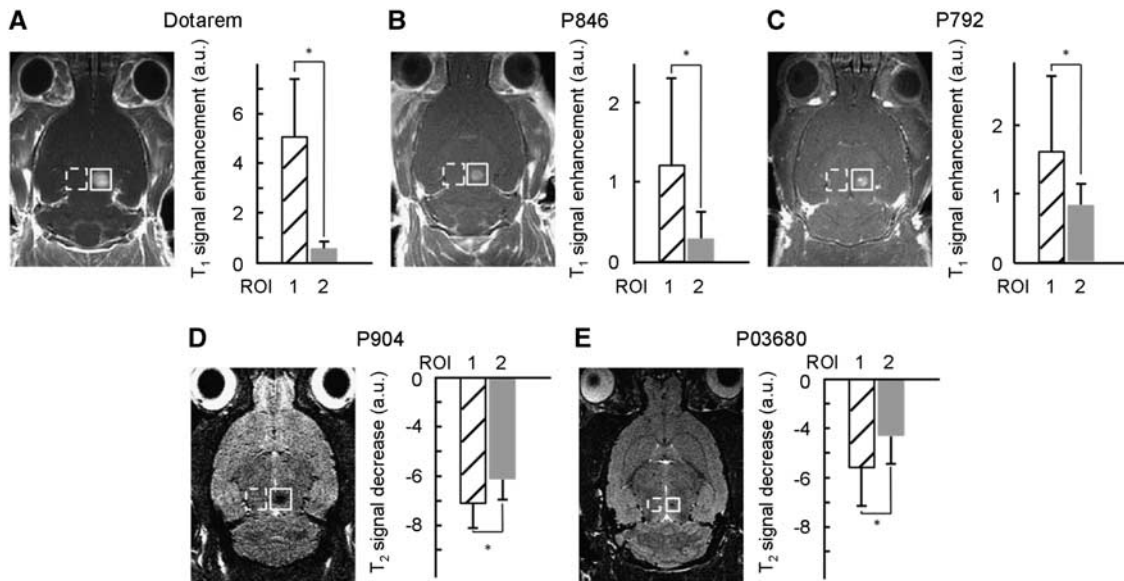 A Dotarem
T1 signal enhancement (a.u.)
6
4
2
0
*
ROI 1 2
B P846
T1 signal enhancement (a.u.)
2
1
0
*
ROI 1 2
C P792
T1 signal enhancement (a.u.)
2
1
0
*
ROI 1 2
D P904
ROI 1 2
T2 signal decrease (a.u.)
0
-4
-6
-8
*
E P03680
ROI 1 2
T2 signal decrease (a.u.)
0
-4
-6
-8
*